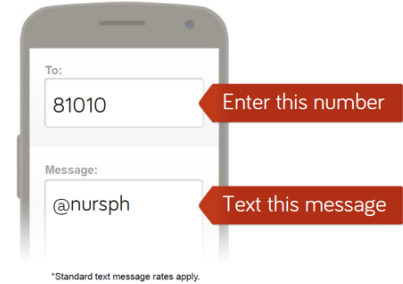 To:
81010
Enter this number
Message:
@nursph
Text this message
*Standard text message rates apply.